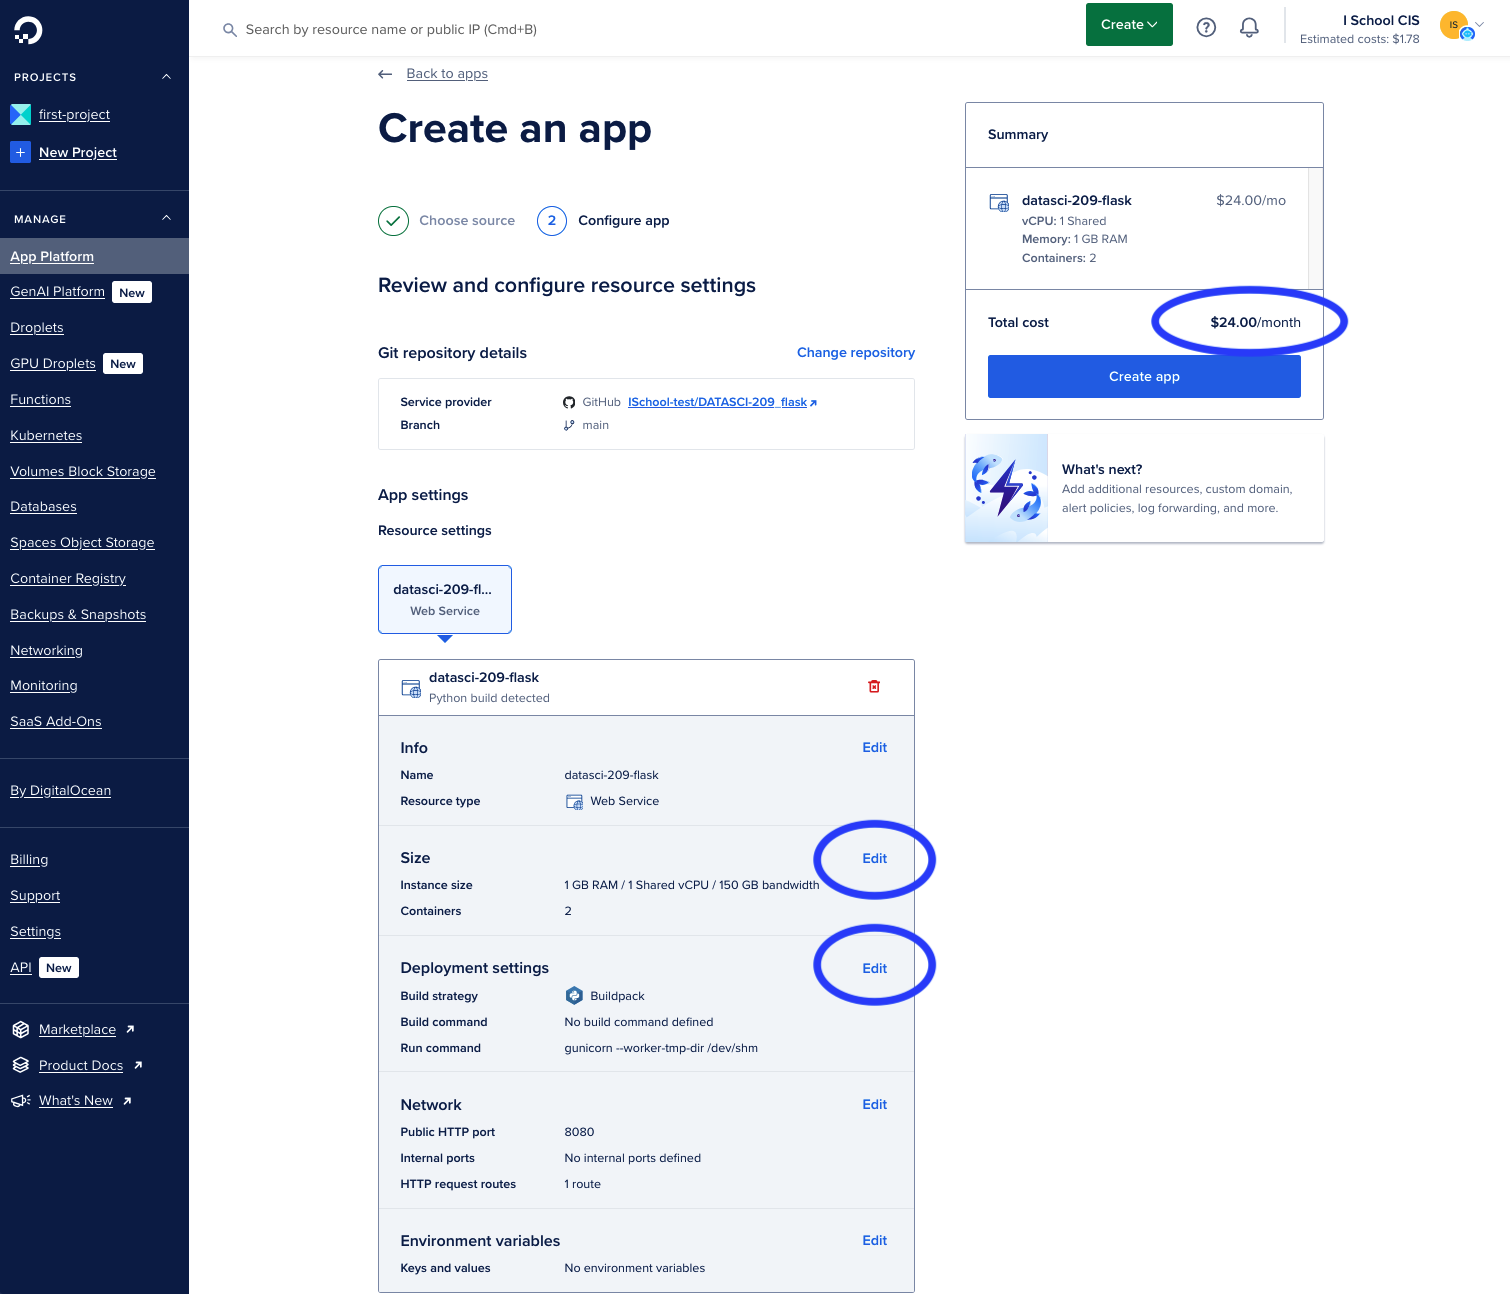 Search by resource name or public IP (Cmd+B)
Create
I School CIS
Estimated costs: $1.78
IS
PROJECTS
first-project
New Project
MANAGE
App Platform
GenAI Platform New
Droplets
GPU Droplets New
Functions
Kubernetes
Volumes Block Storage
Databases
Spaces Object Storage
Container Registry
Backups & Snapshots
Networking
Monitoring
SaaS Add-Ons
By DigitalOcean
Billing
Support
Settings
API New
Marketplace
Product Docs
What's New
Back to apps
Create an app
Choose source
2 Configure app
Review and configure resource settings
Git repository details Change repository
Service provider GitHub ISchool-test/DATASCI-209_flask
Branch main
App settings
Resource settings
datasci-209-fl...
Web Service
datasci-209-flask
Python build detected
Info Edit
Name datasci-209-flask
Resource type Web Service
Size Edit
Instance size 1 GB RAM / 1 Shared vCPU / 150 GB bandwidth
Containers 2
Deployment settings Edit
Build strategy Buildpack
Build command No build command defined
Run command gunicorn --worker-tmp-dir /dev/shm
Network Edit
Public HTTP port 8080
Internal ports No internal ports defined
HTTP request routes 1 route
Environment variables Edit
Keys and values No environment variables
Summary
datasci-209-flask $24.00/mo
vCPU: 1 Shared
Memory: 1 GB RAM
Containers: 2
Total cost $24.00/month
Create app
What's next?
Add additional resources, custom domain,
alert policies, log forwarding, and more.